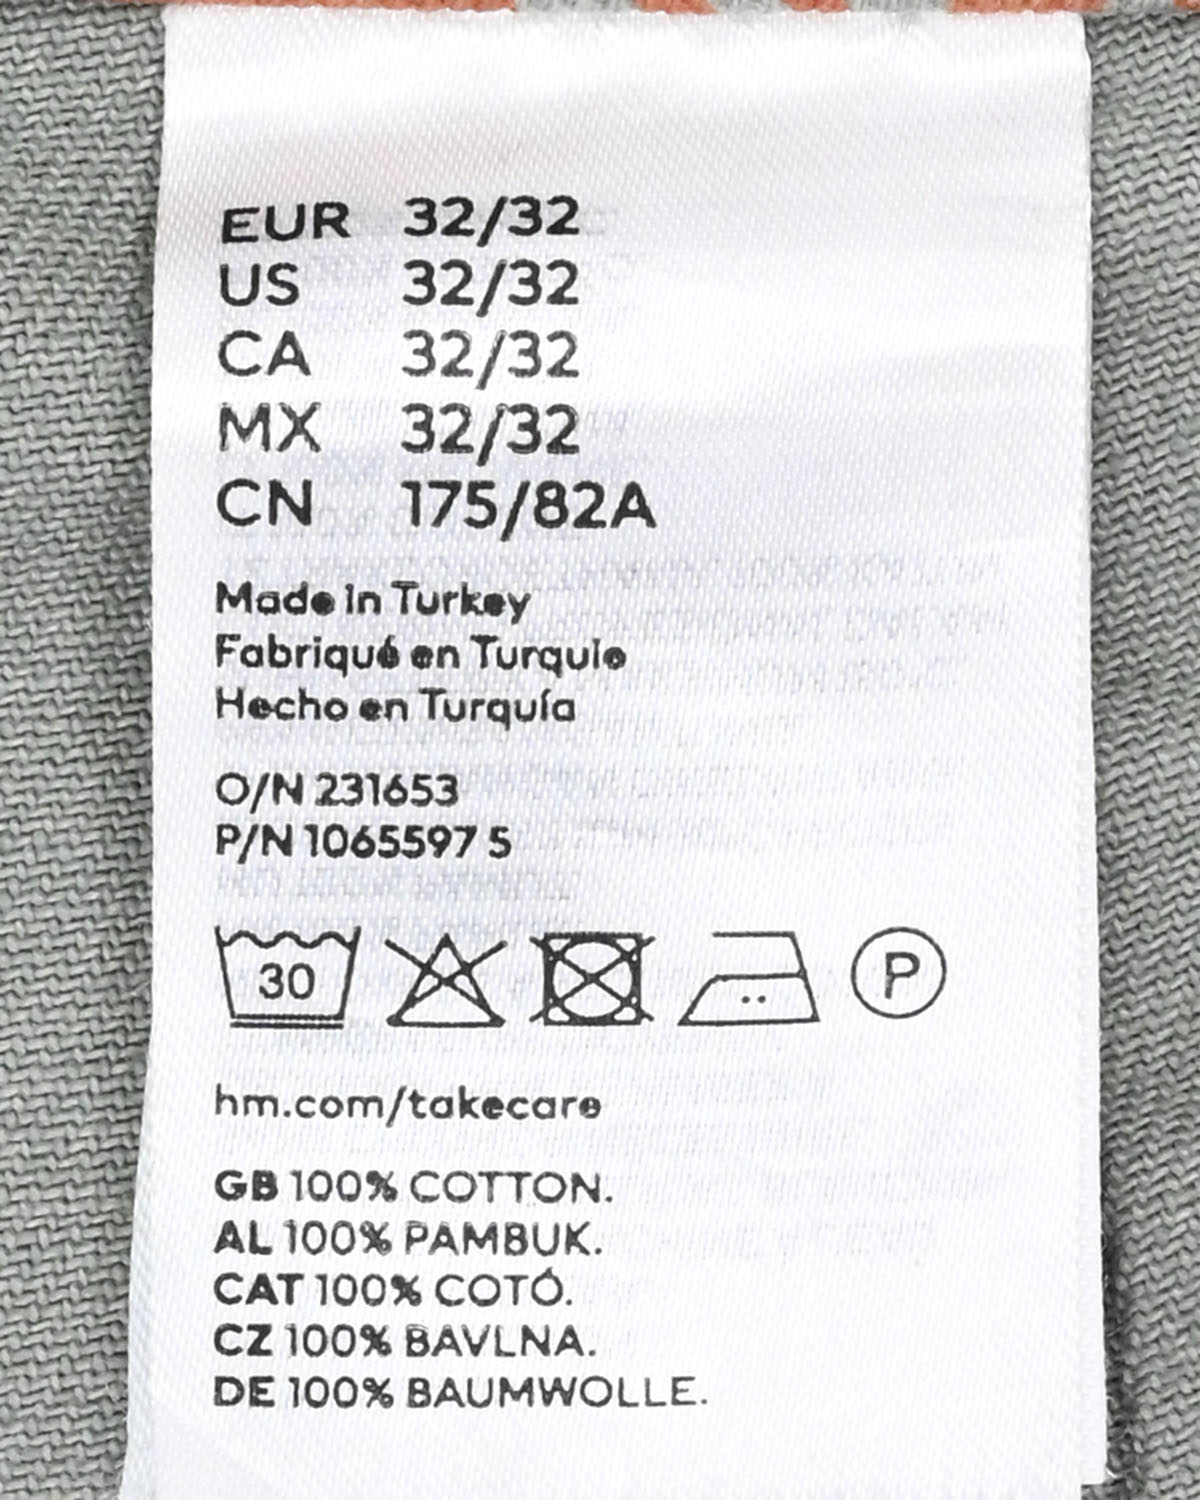 EUR 32/32
US 32/32
CA 32/32
MX 32/32
CN 175/82A
Made in Turkey
Fabriqué en Turquie
Hecho en Turquía
O/N 231653
P/N 1065597 5
30 P
hm.com/takecare
GB 100% COTTON.
AL 100% PAMBUK.
CAT 100% COTÓ.
CZ 100% BAVLNA.
DE 100% BAUMWOLLE.